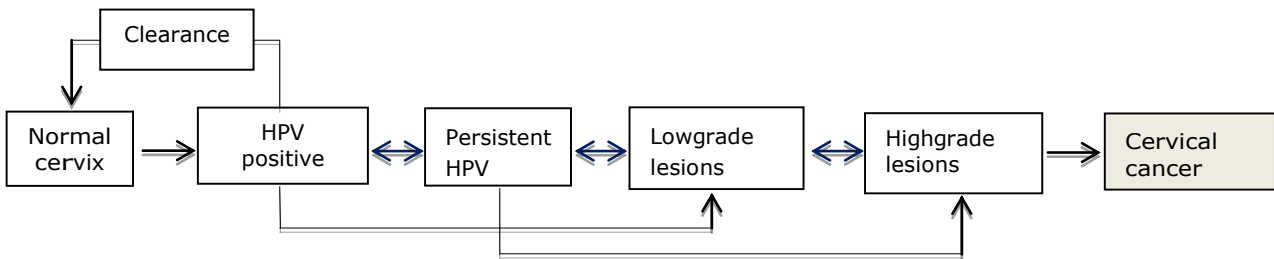 Clearance
Normal
cervix
HPV
positive
Persistent
HPV
Lowgrade
lesions
Highgrade
lesions
Cervical
cancer